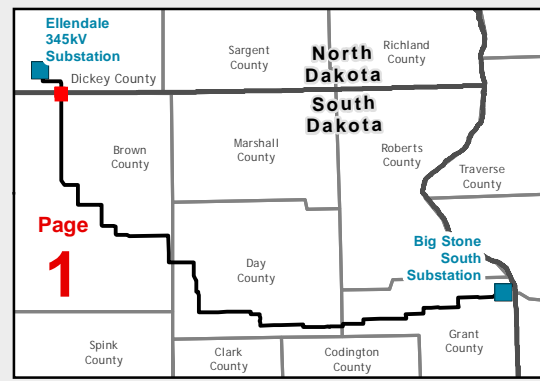 Ellendale
345kV
Substation
Dickey County
Sargent
County
North
Dakota
Richland
County
South
Dakota
Brown
County
Marshall
County
Roberts
County
Traverse
County
Page
1
Day
County
Big Stone
South
Substation
Spink
County
Clark
County
Codington
County
Grant
County